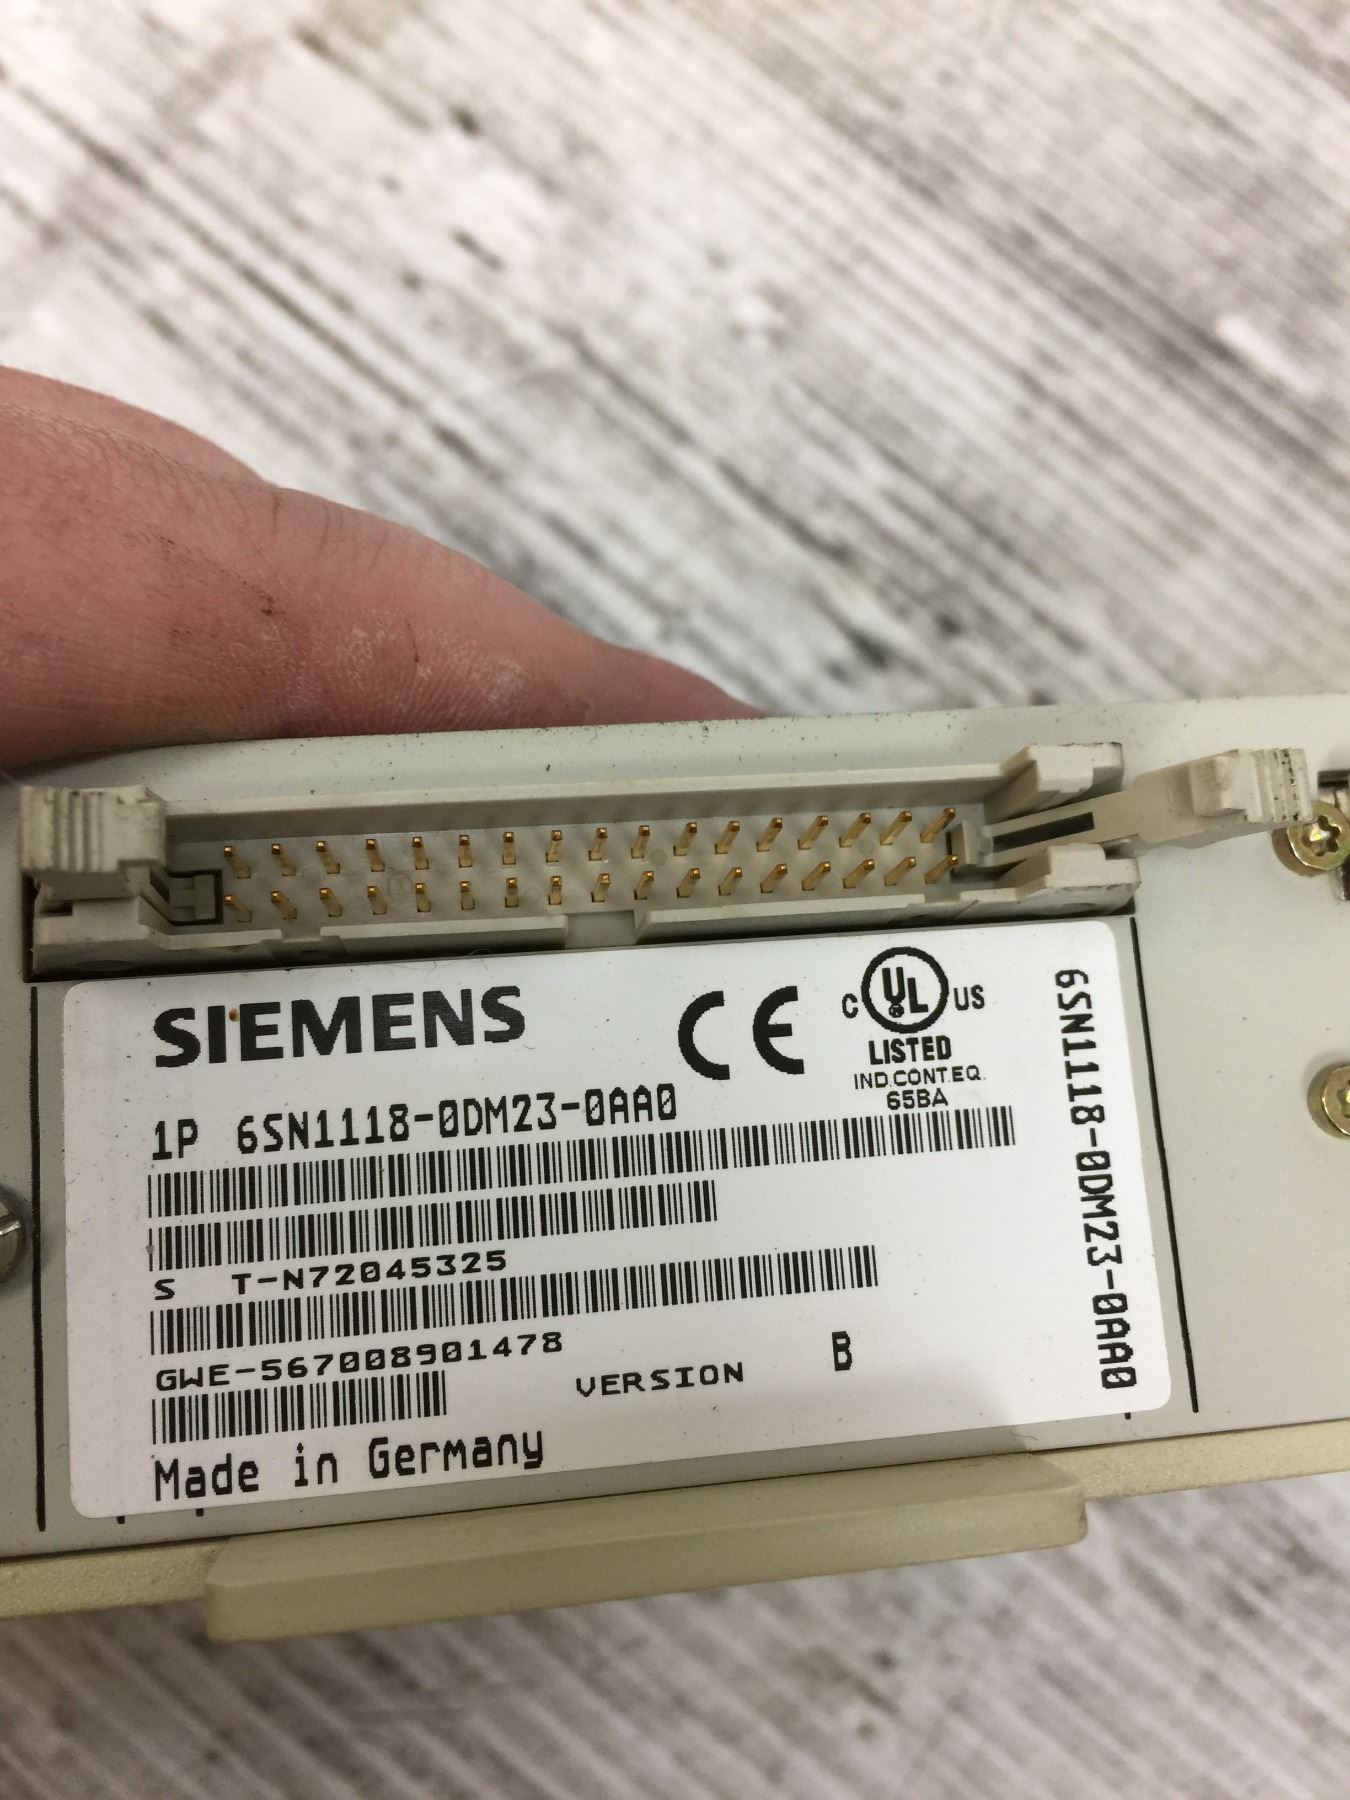 SIEMENS
CE
C UL US
LISTED
IND.CONT.EQ.
65BA
1P 6SN1118-0DM23-0AA0
S T-N72045325
GWE-567008901478
VERSION B
Made in Germany
6SN1118-0DM23-0AA0